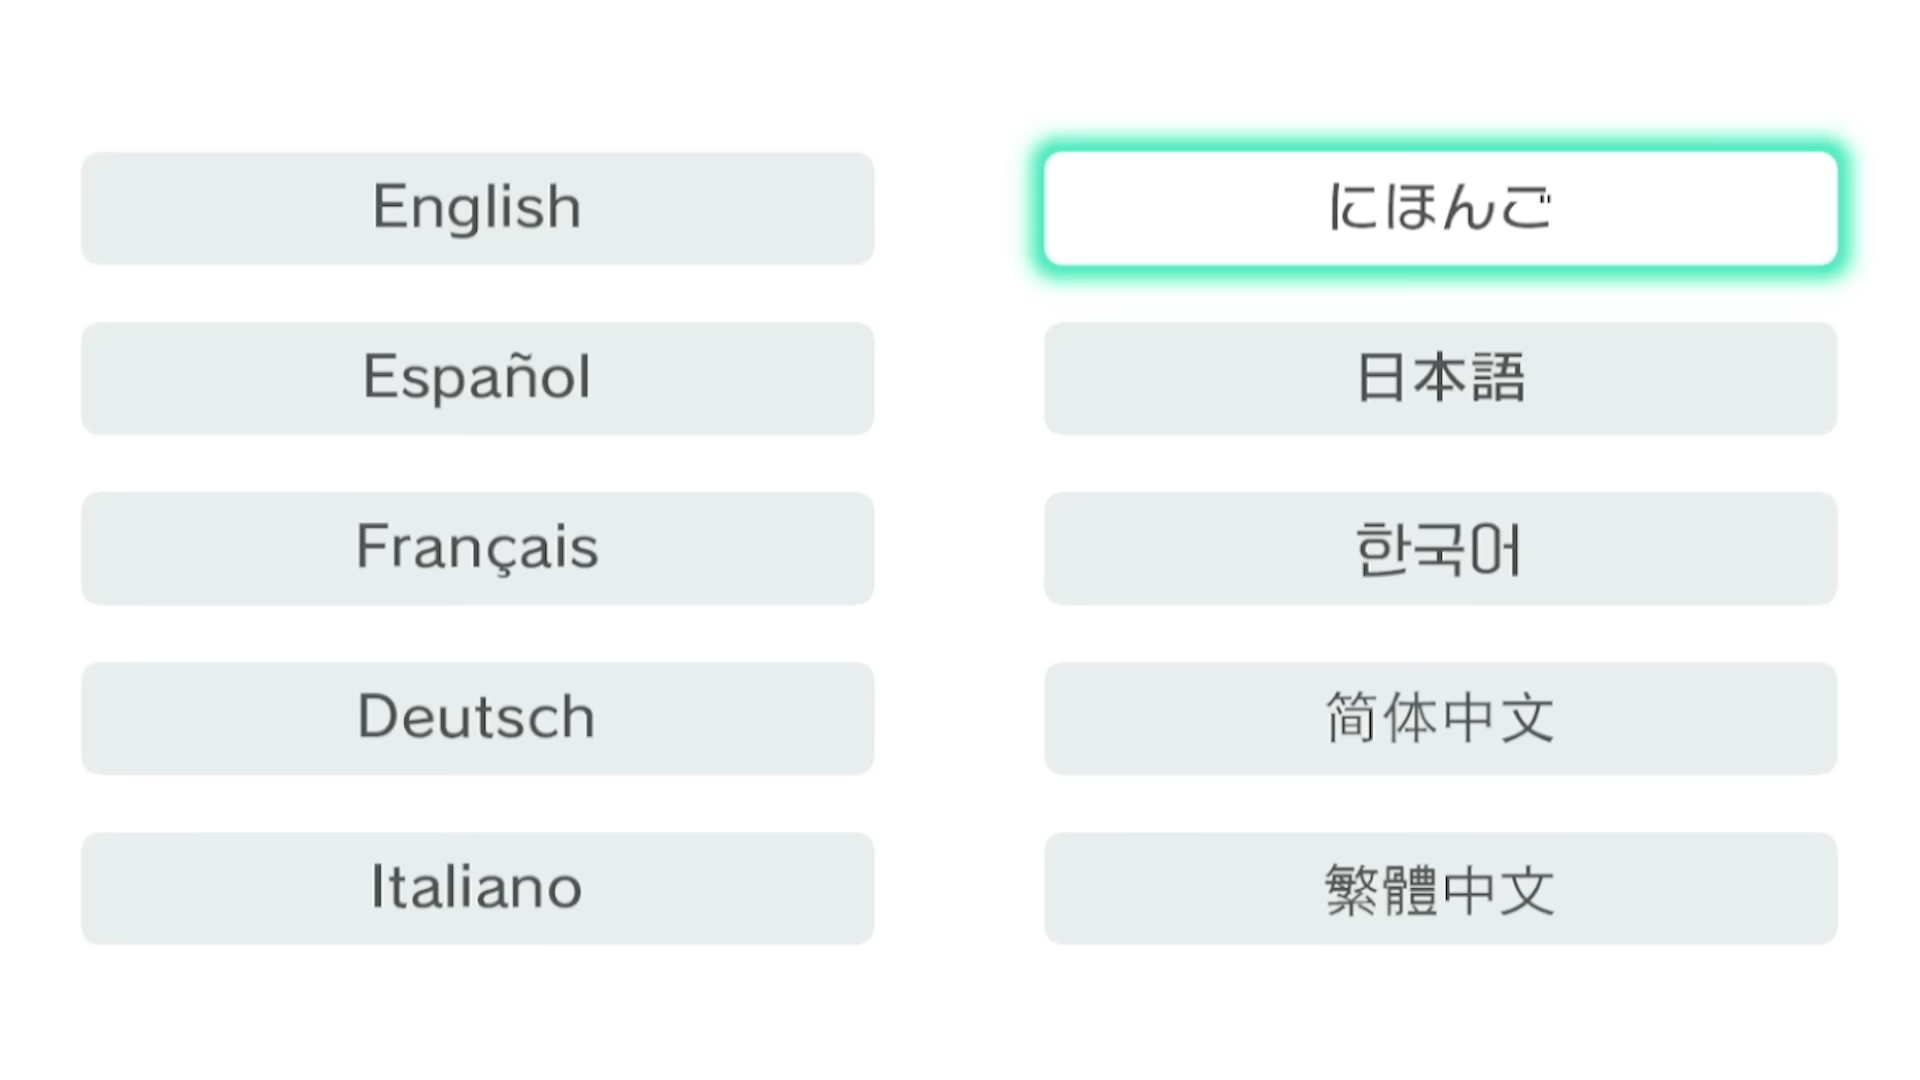 English
Español
Français
Deutsch
Italiano
にほんご
日本語
한국어
简体中文
繁體中文